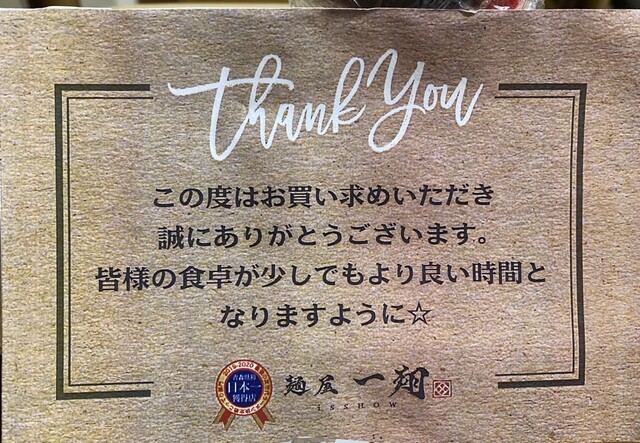 Thank You
この度はお買い求めいただき
誠にありがとうございます。
皆様の食卓が少しでもより良い時間と
なりますように☆
日本一
獲得店
麺屋 一翔
ISSHOW